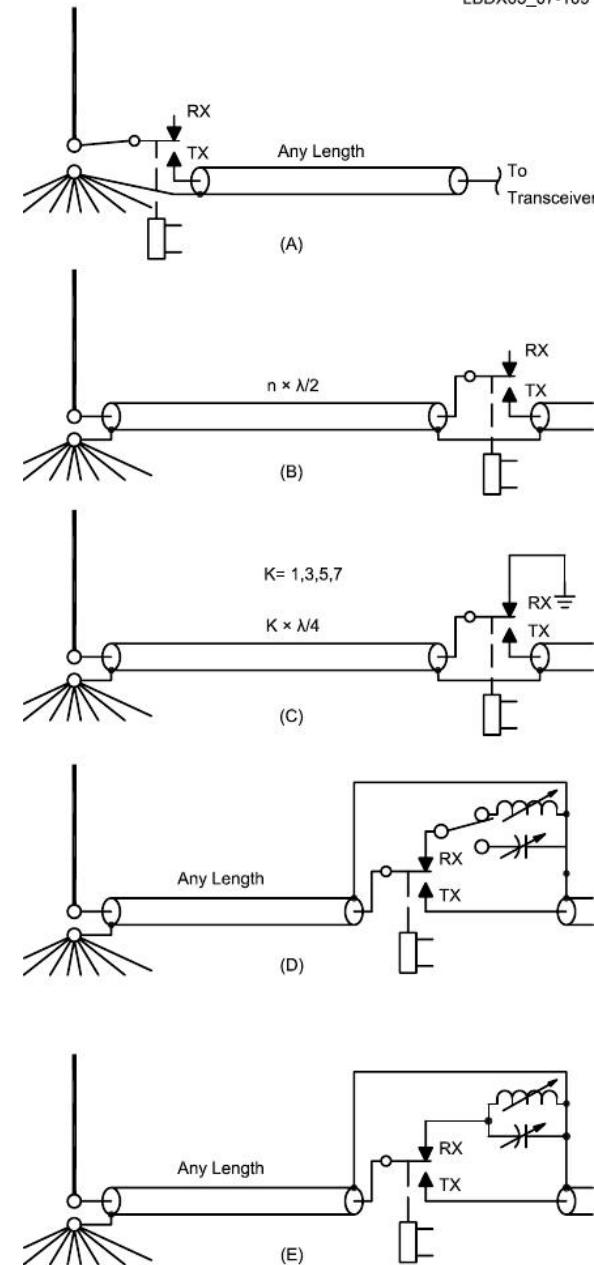 RX
TX
Any Length
To
Transceiver
(A)
n × λ/2
RX
TX
(B)
K= 1,3,5,7
K × λ/4
RX
TX
(C)
Any Length
RX
TX
(D)
Any Length
RX
TX
(E)